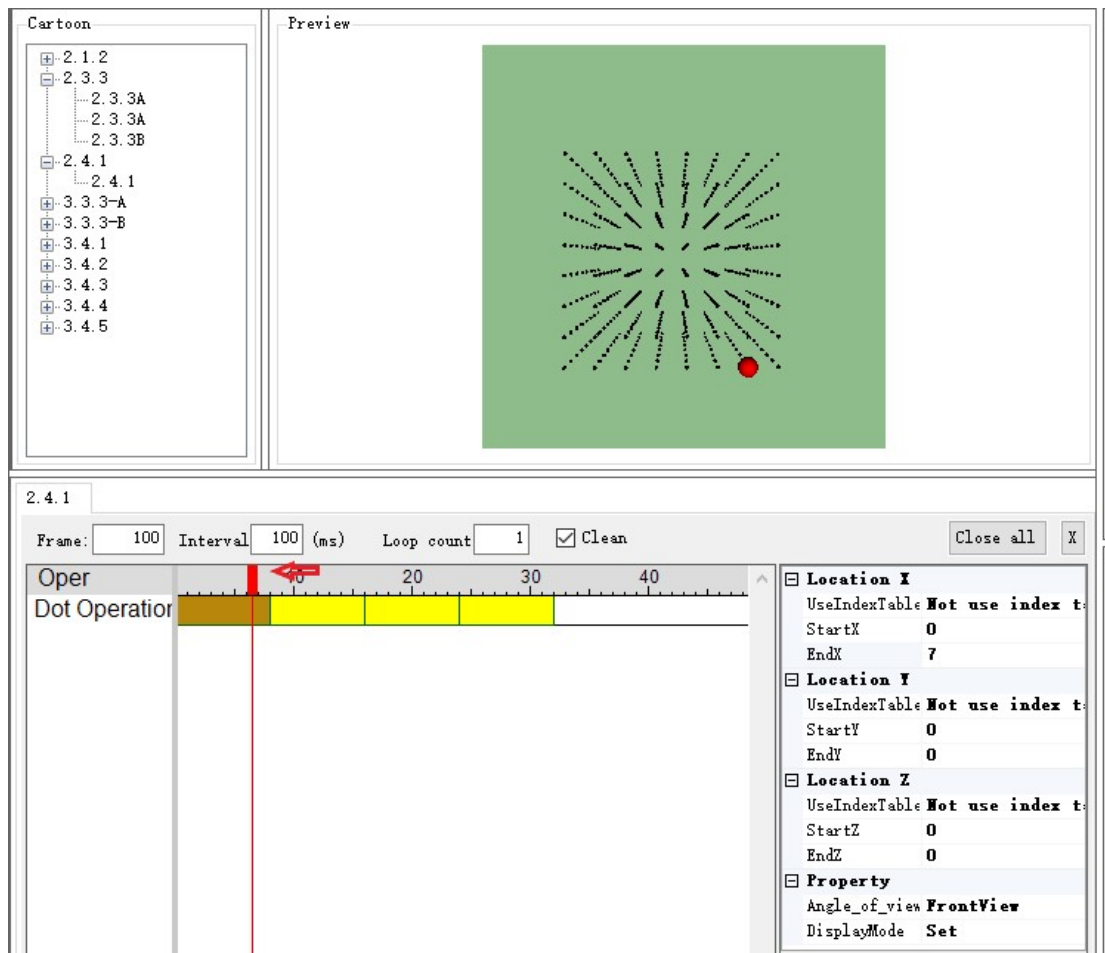 Cartoon
2.1.2
2.3.3
2.3.3A
2.3.3A
2.3.3B
2.4.1
2.4.1
3.3.3-A
3.3.3-B
3.4.1
3.4.2
3.4.3
3.4.4
3.4.5
Preview
2.4.1
Frame: 100 Interval 100 (ms) Loop count 1 Clean Close all X
Oper 10 20 30 40
Dot Operation
Location X
UseIndexTable Not use index t
StartX 0
EndX 7
Location Y
UseIndexTable Not use index t
StartY 0
EndY 0
Location Z
UseIndexTable Not use index t
StartZ 0
EndZ 0
Property
Angle_of_view FrontView
DisplayMode Set